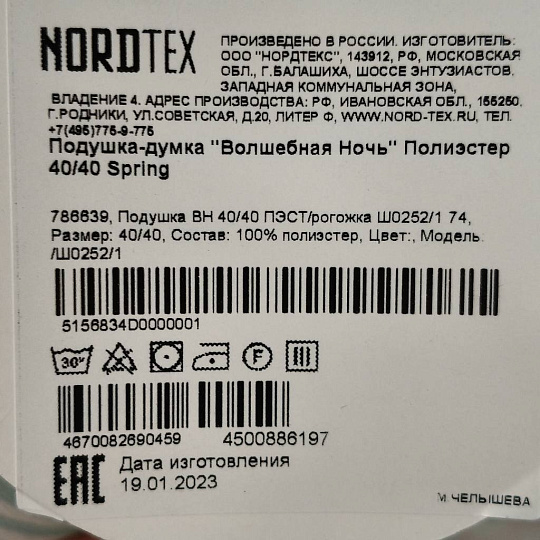 NORDTEX
ПРОИЗВЕДЕНО В РОССИИ. ИЗГОТОВИТЕЛЬ:
ООО "НОРДТЕКС", 143912, РФ, МОСКОВСКАЯ
ОБЛ., Г.БАЛАШИХА, ШОССЕ ЭНТУЗИАСТОВ.
ЗАПАДНАЯ КОММУНАЛЬНАЯ ЗОНА,
ВЛАДЕНИЕ 4. АДРЕС ПРОИЗВОДСТВА: РФ, ИВАНОВСКАЯ ОБЛ., 155250.
Г.РОДНИКИ, УЛ.СОВЕТСКАЯ, Д.20, ЛИТЕР Ф, WWW.NORD-TEX.RU, ТЕЛ.
+7(495)775-9-775
Подушка-думка "Волшебная Ночь" Полиэстер
40/40 Spring
786639, Подушка ВН 40/40 ПЭСТ/рогожка Ш0252/1 74,
Размер: 40/40, Состав: 100% полиэстер, Цвет:, Модель:
/Ш0252/1
5156834D0000001
30° F
4670082690459 4500886197
EAC Дата изготовления
19.01.2023
М.ЧЕЛЫШЕВА